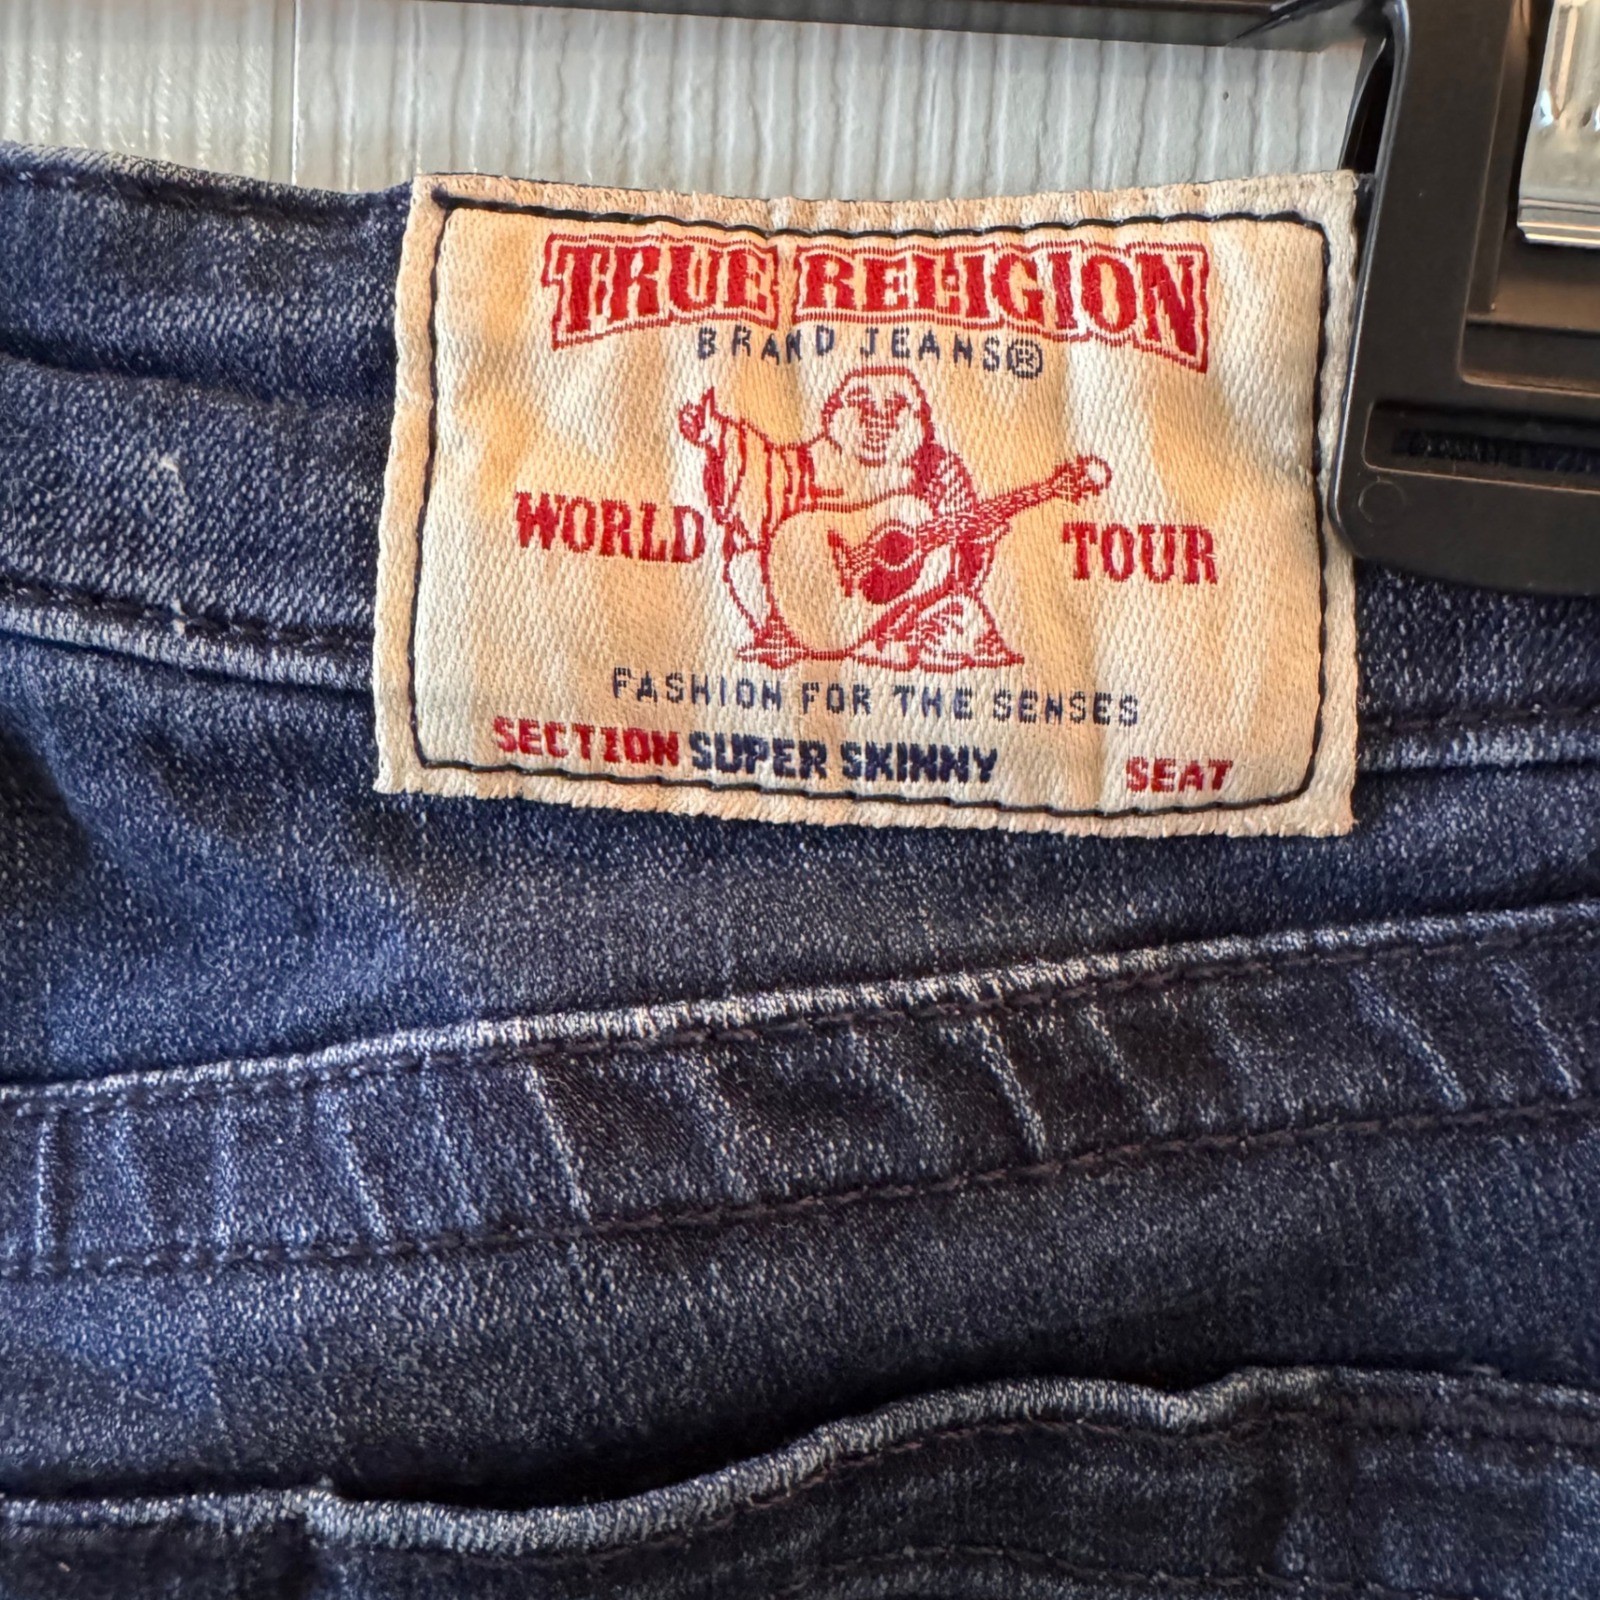 TRUE RELIGION
BRAND JEANS®
WORLD TOUR
FASHION FOR THE SENSES
SECTION SUPER SKINNY SEAT